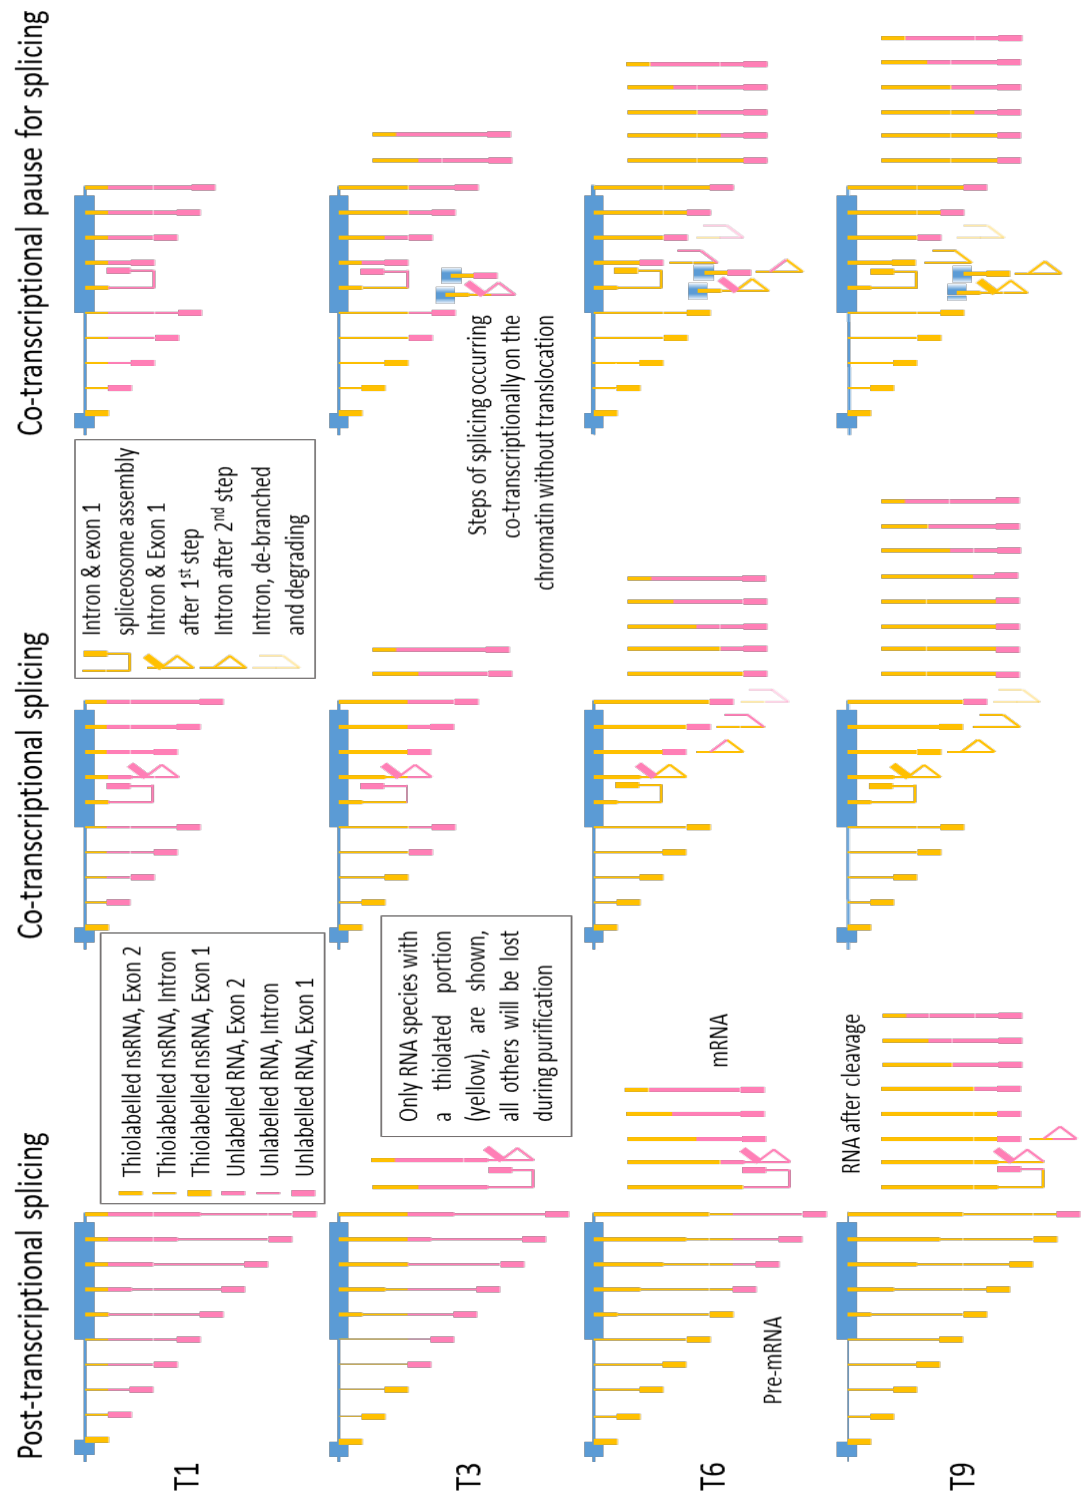 Post-transcriptional splicing
Co-transcriptional splicing
Co-transcriptional pause for splicing
T1
Thiolabelled nsRNA, Exon 2
Thiolabelled nsRNA, Intron
Thiolabelled nsRNA, Exon 1
Unlabelled RNA, Exon 2
Unlabelled RNA, Intron
Unlabelled RNA, Exon 1
Intron & exon 1
spliceosome assembly
Intron & Exon 1
after 1st step
Intron after 2nd step
Intron, de-branched
and degrading
T3
Only RNA species with
a thiolated portion
(yellow), are shown,
all others will be lost
during purification
Steps of splicing occurring
co-transcriptionally on the
chromatin without translocation
T6
Pre-mRNA
mRNA
T9
RNA after cleavage